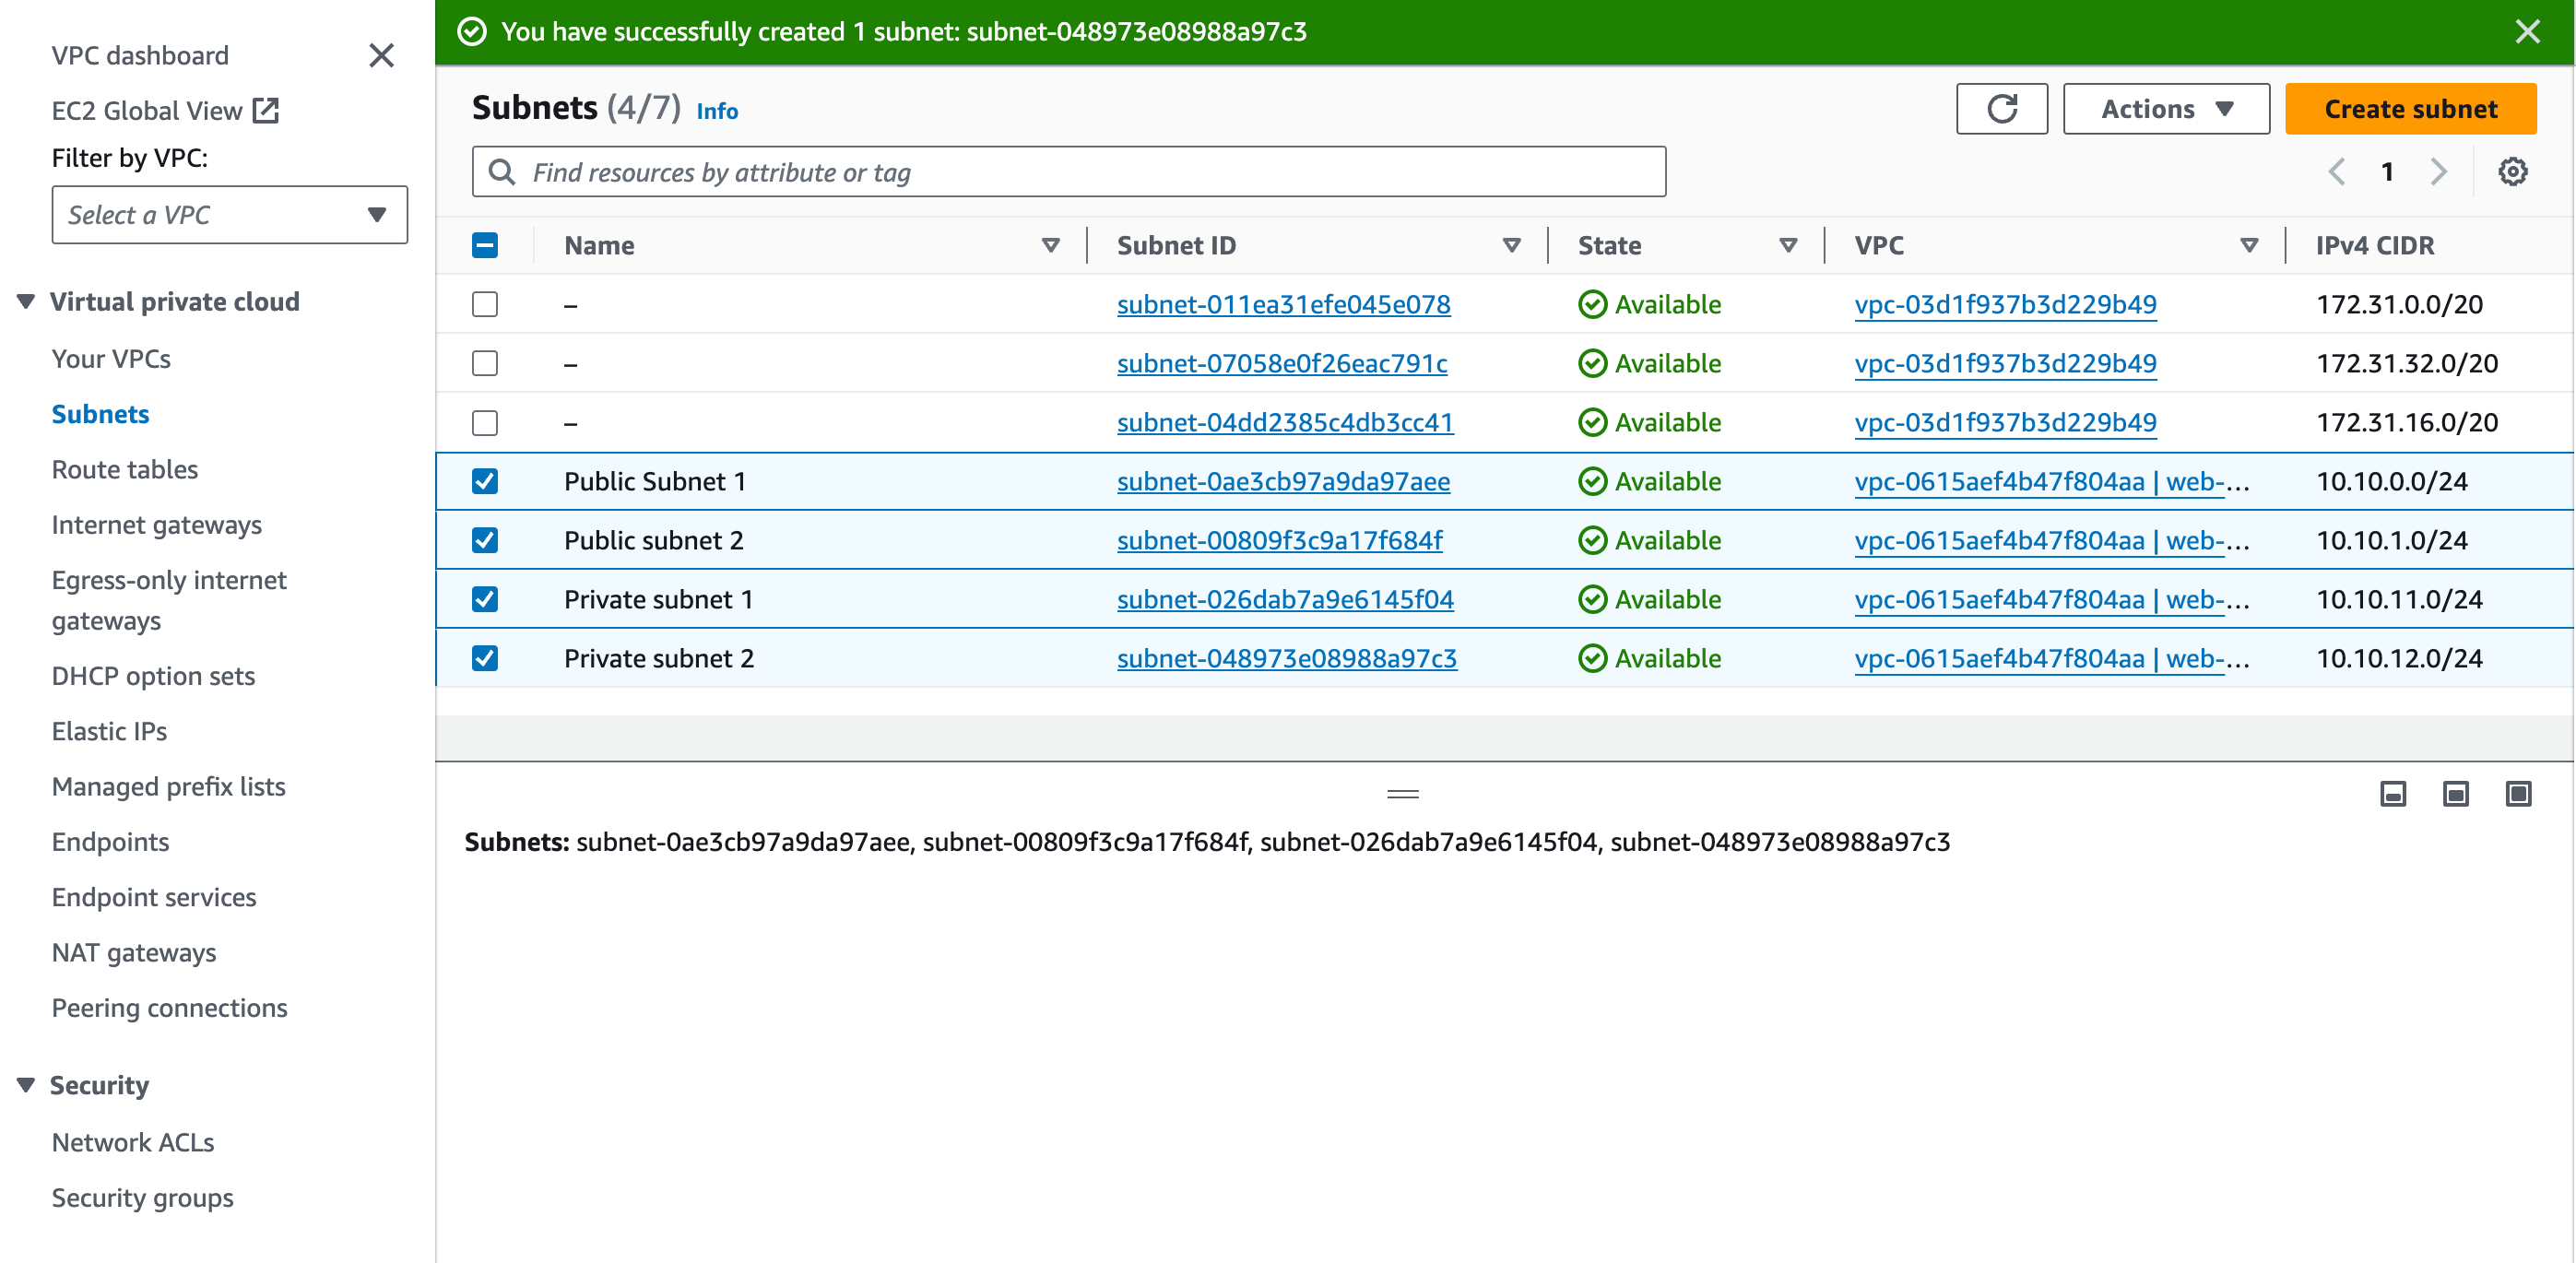 VPC dashboard
EC2 Global View
Filter by VPC:
Select a VPC
Virtual private cloud
Your VPCs
Subnets
Route tables
Internet gateways
Egress-only internet
gateways
DHCP option sets
Elastic IPs
Managed prefix lists
Endpoints
Endpoint services
NAT gateways
Peering connections
Security
Network ACLs
Security groups
You have successfully created 1 subnet: subnet-048973e08988a97c3
Subnets (4/7) Info
Actions
Create subnet
Find resources by attribute or tag
1
Name Subnet ID State VPC IPv4 CIDR
– subnet-011ea31efe045e078 Available vpc-03d1f937b3d229b49 172.31.0.0/20
– subnet-07058e0f26eac791c Available vpc-03d1f937b3d229b49 172.31.32.0/20
– subnet-04dd2385c4db3cc41 Available vpc-03d1f937b3d229b49 172.31.16.0/20
Public Subnet 1 subnet-0ae3cb97a9da97aee Available vpc-0615aef4b47f804aa | web-... 10.10.0.0/24
Public subnet 2 subnet-00809f3c9a17f684f Available vpc-0615aef4b47f804aa | web-... 10.10.1.0/24
Private subnet 1 subnet-026dab7a9e6145f04 Available vpc-0615aef4b47f804aa | web-... 10.10.11.0/24
Private subnet 2 subnet-048973e08988a97c3 Available vpc-0615aef4b47f804aa | web-... 10.10.12.0/24
Subnets: subnet-0ae3cb97a9da97aee, subnet-00809f3c9a17f684f, subnet-026dab7a9e6145f04, subnet-048973e08988a97c3